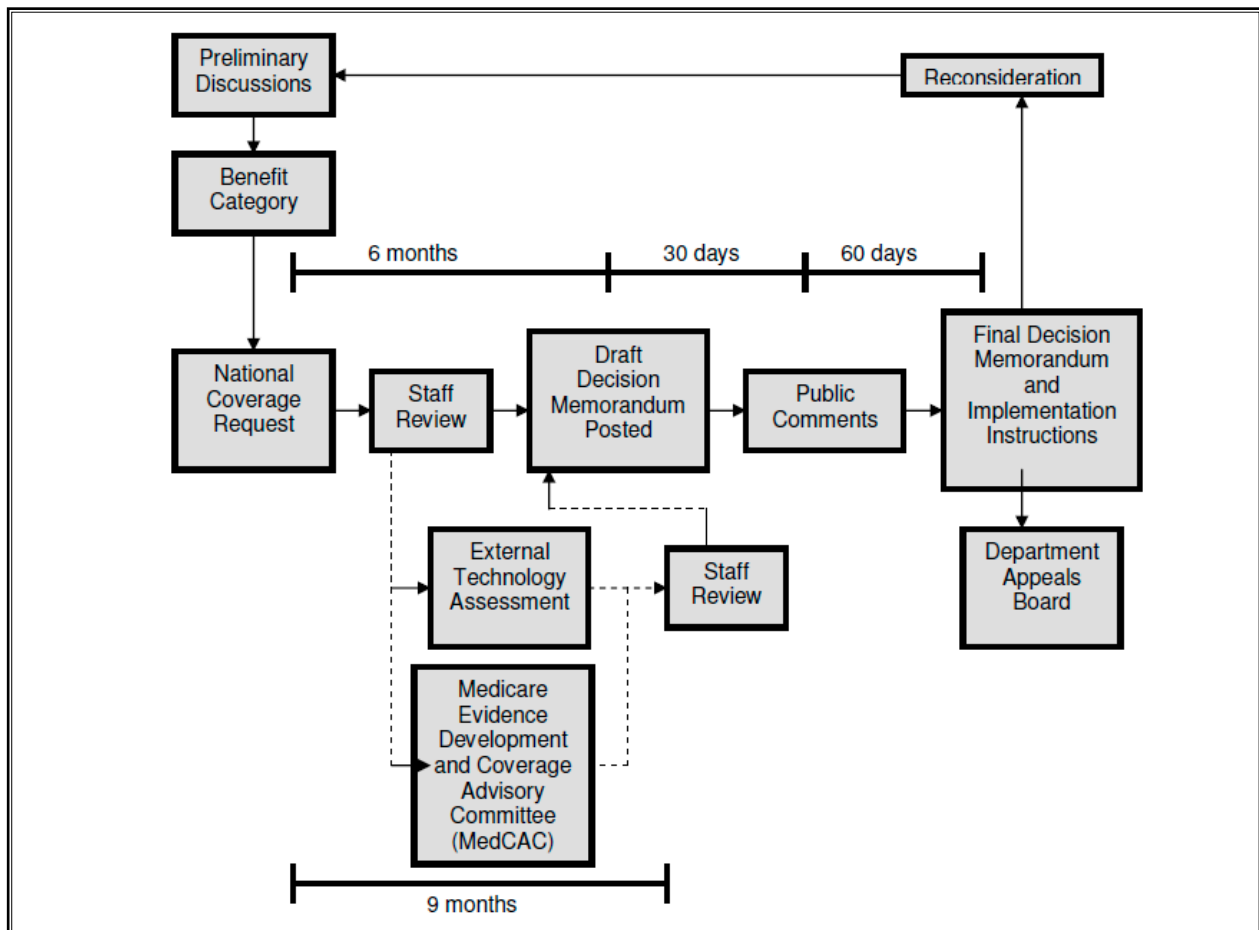 Preliminary
Discussions
Reconsideration
Benefit
Category
6 months
30 days
60 days
National
Coverage
Request
Staff
Review
Draft
Decision
Memorandum
Posted
Public
Comments
Final Decision
Memorandum
and
Implementation
Instructions
External
Technology
Assessment
Staff
Review
Department
Appeals
Board
Medicare
Evidence
Development
and Coverage
Advisory
Committee
(MedCAC)
9 months